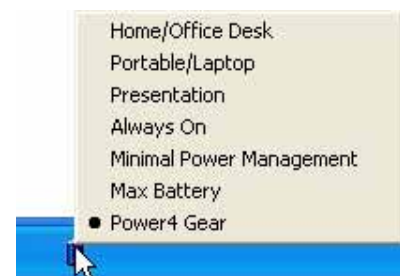 Home/Office Desk
Portable/Laptop
Presentation
Always On
Minimal Power Management
Max Battery
Power4 Gear